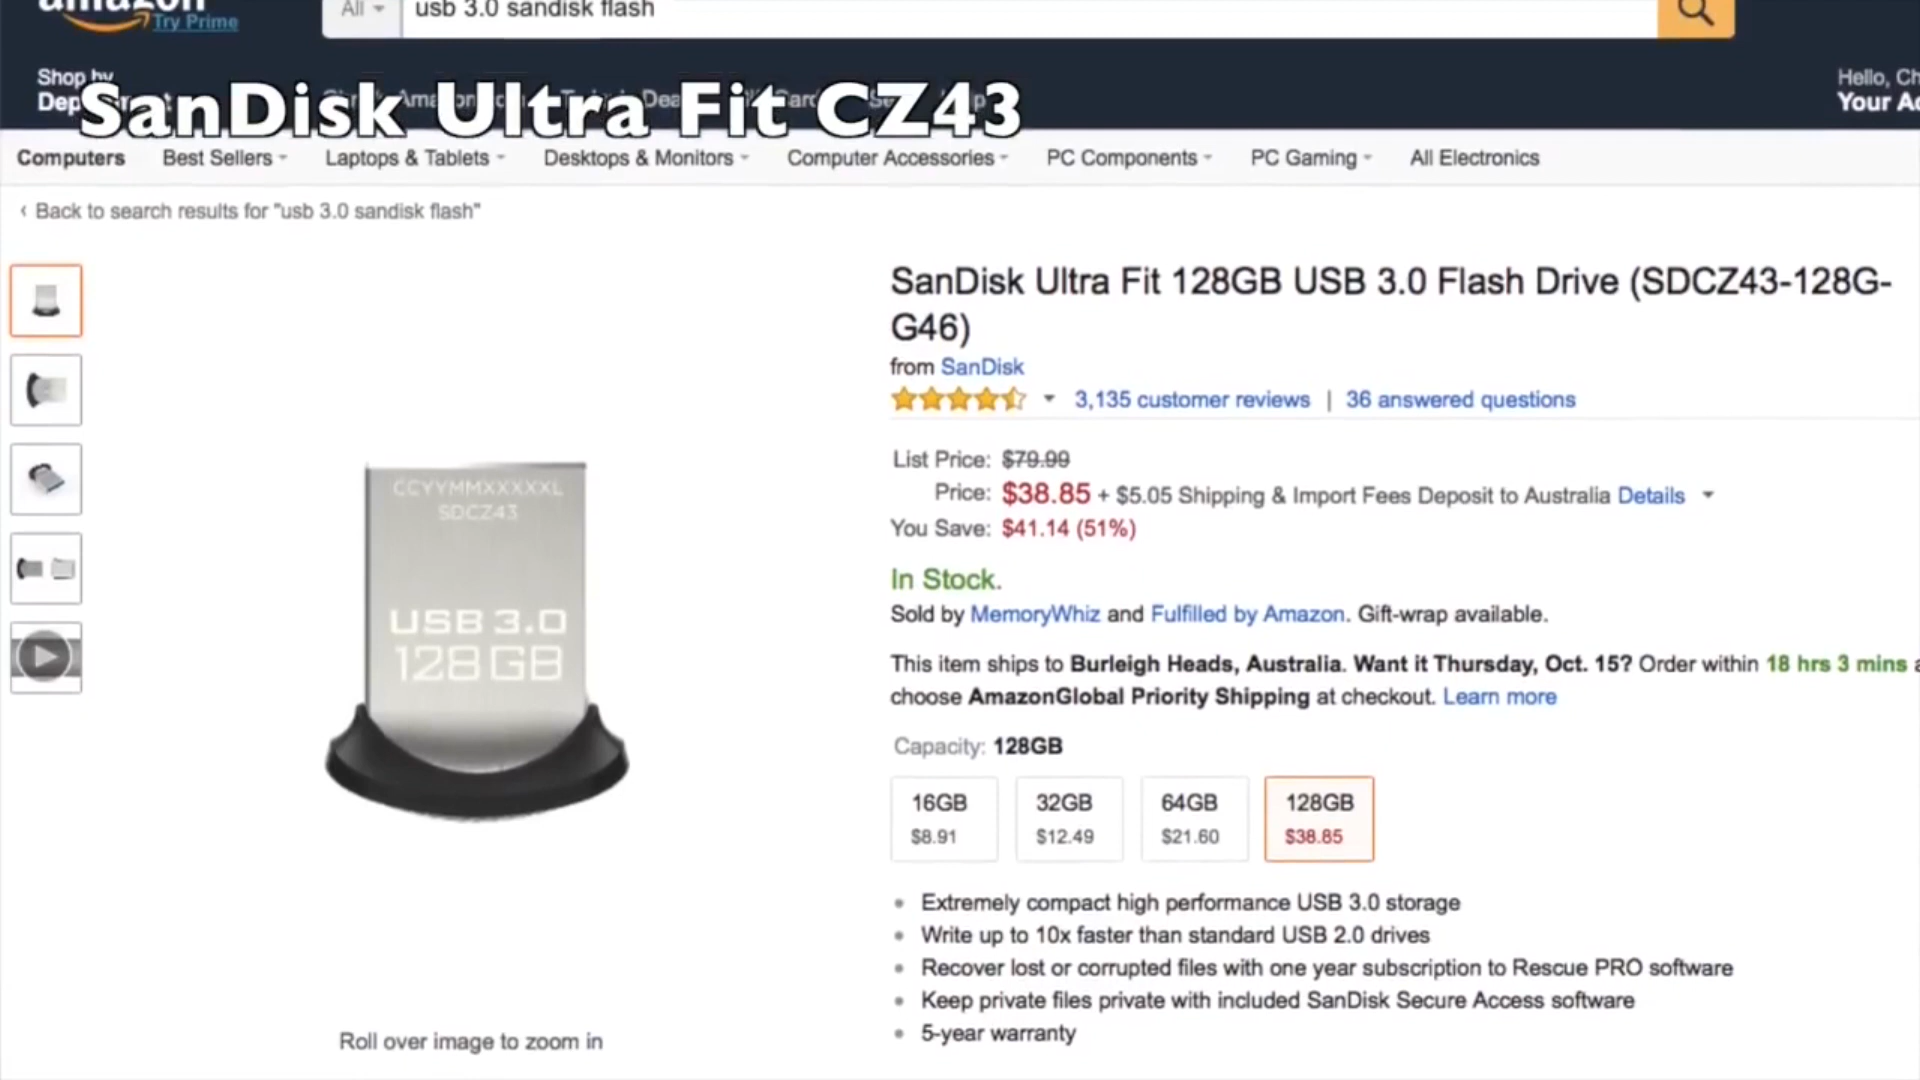 amazon
Try Prime
All
usb 3.0 sandisk flash
Shop by
Hello, Ch
Your Ac
SanDisk Ultra Fit CZ43
Computers Best Sellers Laptops & Tablets Desktops & Monitors Computer Accessories PC Components PC Gaming All Electronics
‹ Back to search results for "usb 3.0 sandisk flash"
SanDisk Ultra Fit 128GB USB 3.0 Flash Drive (SDCZ43-128G-
G46)
from SanDisk
3,135 customer reviews | 36 answered questions
List Price: $79.99
Price: $38.85 + $5.05 Shipping & Import Fees Deposit to Australia Details
You Save: $41.14 (51%)
In Stock.
Sold by MemoryWhiz and Fulfilled by Amazon. Gift-wrap available.
This item ships to Burleigh Heads, Australia. Want it Thursday, Oct. 15? Order within 18 hrs 3 mins a
choose AmazonGlobal Priority Shipping at checkout. Learn more
Capacity: 128GB
16GB 32GB 64GB 128GB
$8.91 $12.49 $21.60 $38.85
• Extremely compact high performance USB 3.0 storage
• Write up to 10x faster than standard USB 2.0 drives
• Recover lost or corrupted files with one year subscription to Rescue PRO software
• Keep private files private with included SanDisk Secure Access software
• 5-year warranty
CCYYMMXXXXXL
SDCZ43
USB 3.0
128GB
Roll over image to zoom in